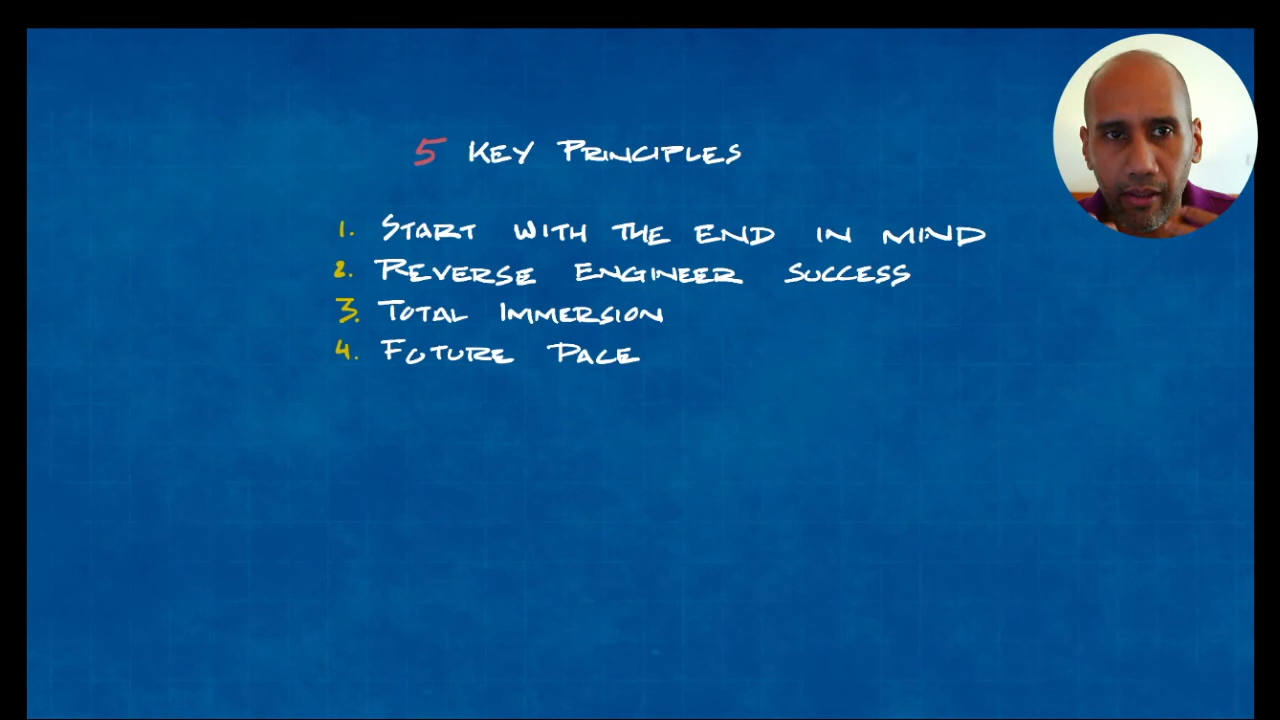 5 KEY PRINCIPLES
1. START WITH THE END IN MIND
2. REVERSE ENGINEER SUCCESS
3. TOTAL IMMERSION
4. FUTURE PACE